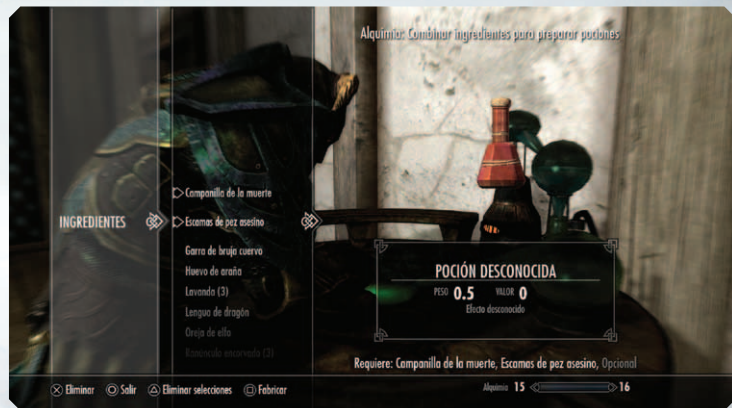 Alquimia: Combinar ingredientes para preparar pociones
INGREDIENTES
Campanilla de la muerte
Escamas de pez asesino
Garra de bruja cuervo
Huevo de araña
Lavanda (3)
Lengua de dragón
Oreja de elfo
Ranúnculo encorvado (3)
POCIÓN DESCONOCIDA
PESO 0.5 VALOR 0
Efecto desconocido
Requiere: Campanilla de la muerte, Escamas de pez asesino, Opcional
Eliminar Salir Eliminar selecciones Fabricar
Alquimia 15 16